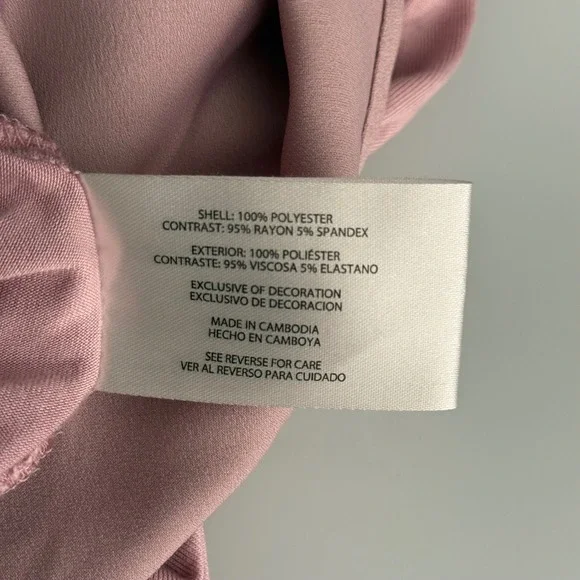 SHELL: 100% POLYESTER
CONTRAST: 95% RAYON 5% SPANDEX
EXTERIOR: 100% POLIÉSTER
CONTRASTE: 95% VISCOSA 5% ELASTANO
EXCLUSIVE OF DECORATION
EXCLUSIVO DE DECORACION
MADE IN CAMBODIA
HECHO EN CAMBOYA
SEE REVERSE FOR CARE
VER AL REVERSO PARA CUIDADO